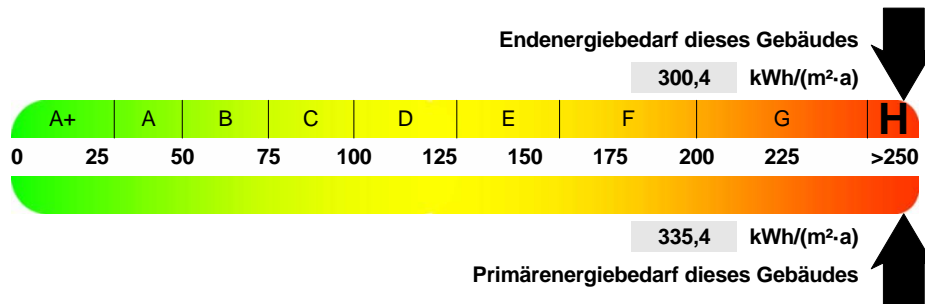 Endenergiebedarf dieses Gebäudes
300,4 kWh/(m²·a)
A+ A B C D E F G H
0 25 50 75 100 125 150 175 200 225 >250
335,4 kWh/(m²·a)
Primärenergiebedarf dieses Gebäudes